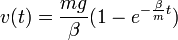 v(t) = \frac{mg}{\beta}(1 - e^{-\frac{\beta}{m}t})